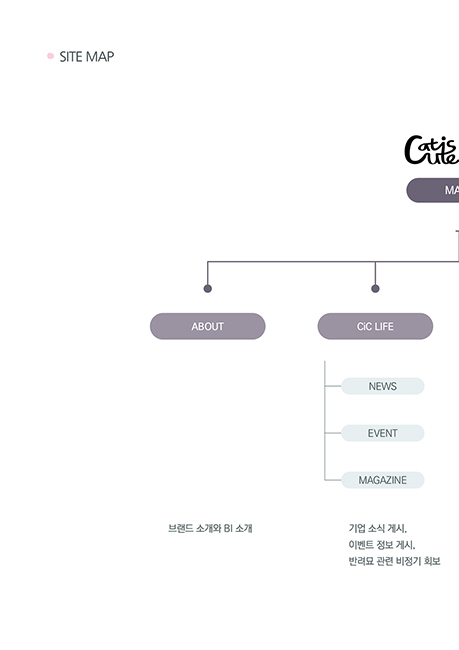 SITE MAP
Cat is
Cute
MA
ABOUT
CiC LIFE
NEWS
EVENT
MAGAZINE
브랜드 소개와 BI 소개
기업 소식 게시,
이벤트 정보 게시,
반려묘 관련 비정기 회보